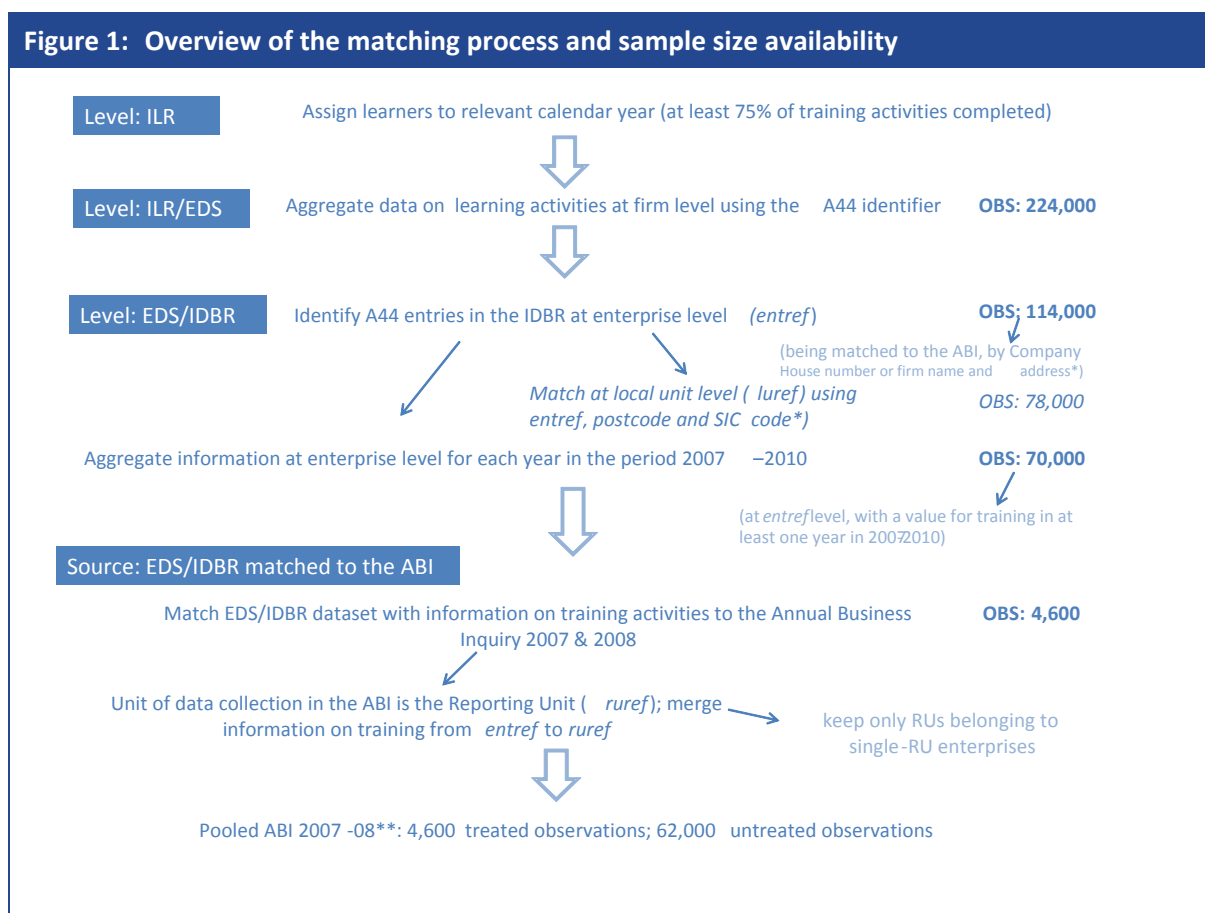 Figure 1: Overview of the matching process and sample size availability
Level: ILR
Assign learners to relevant calendar year (at least 75% of training activities completed)
Level: ILR/EDS
Aggregate data on learning activities at firm level using the A44 identifier
OBS: 224,000
Level: EDS/IDBR
Identify A44 entries in the IDBR at enterprise level (entref)
OBS: 114,000
(being matched to the ABI, by Company
House number or firm name and address*)
Match at local unit level ( luref) using
entref, postcode and SIC code*)
OBS: 78,000
Aggregate information at enterprise level for each year in the period 2007 –2010
OBS: 70,000
(at entref level, with a value for training in at
least one year in 2007-2010)
Source: EDS/IDBR matched to the ABI
Match EDS/IDBR dataset with information on training activities to the Annual Business
Inquiry 2007 & 2008
OBS: 4,600
Unit of data collection in the ABI is the Reporting Unit ( ruref); merge
information on training from entref to ruref
keep only RUs belonging to
single-RU enterprises
Pooled ABI 2007 -08**: 4,600 treated observations; 62,000 untreated observations